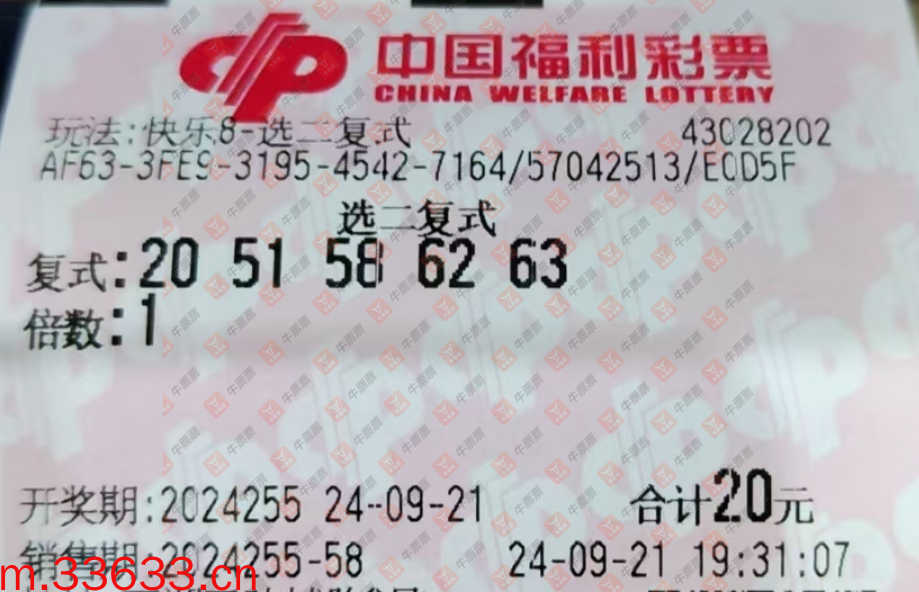 中国福利彩票
CHINA WELFARE LOTTERY
玩法:快乐8-选二复式 43028202
AF63-3FE9-3195-4542-7164/57042513/E0D5F
选二复式
复式:20 51 58 62 63
倍数:1
开奖期:2024255 24-09-21 合计20元
销售期:2024255-58 24-09-21 19:31:07
m.33633.cn